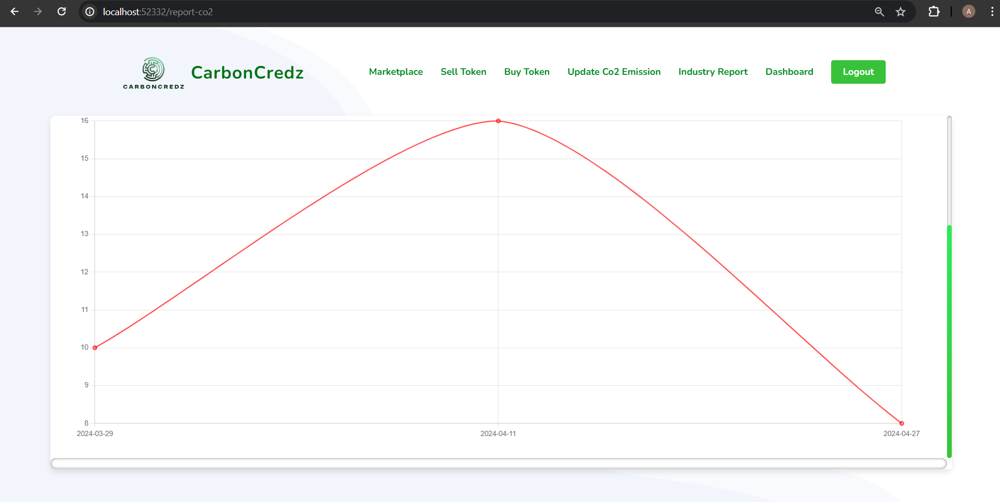 localhost:52332/report-co2
A
CARBONCREDZ
CarbonCredz
Marketplace
Sell Token
Buy Token
Update Co2 Emission
Industry Report
Dashboard
Logout
16
15
14
13
12
11
10
9
8
2024-03-29
2024-04-11
2024-04-27